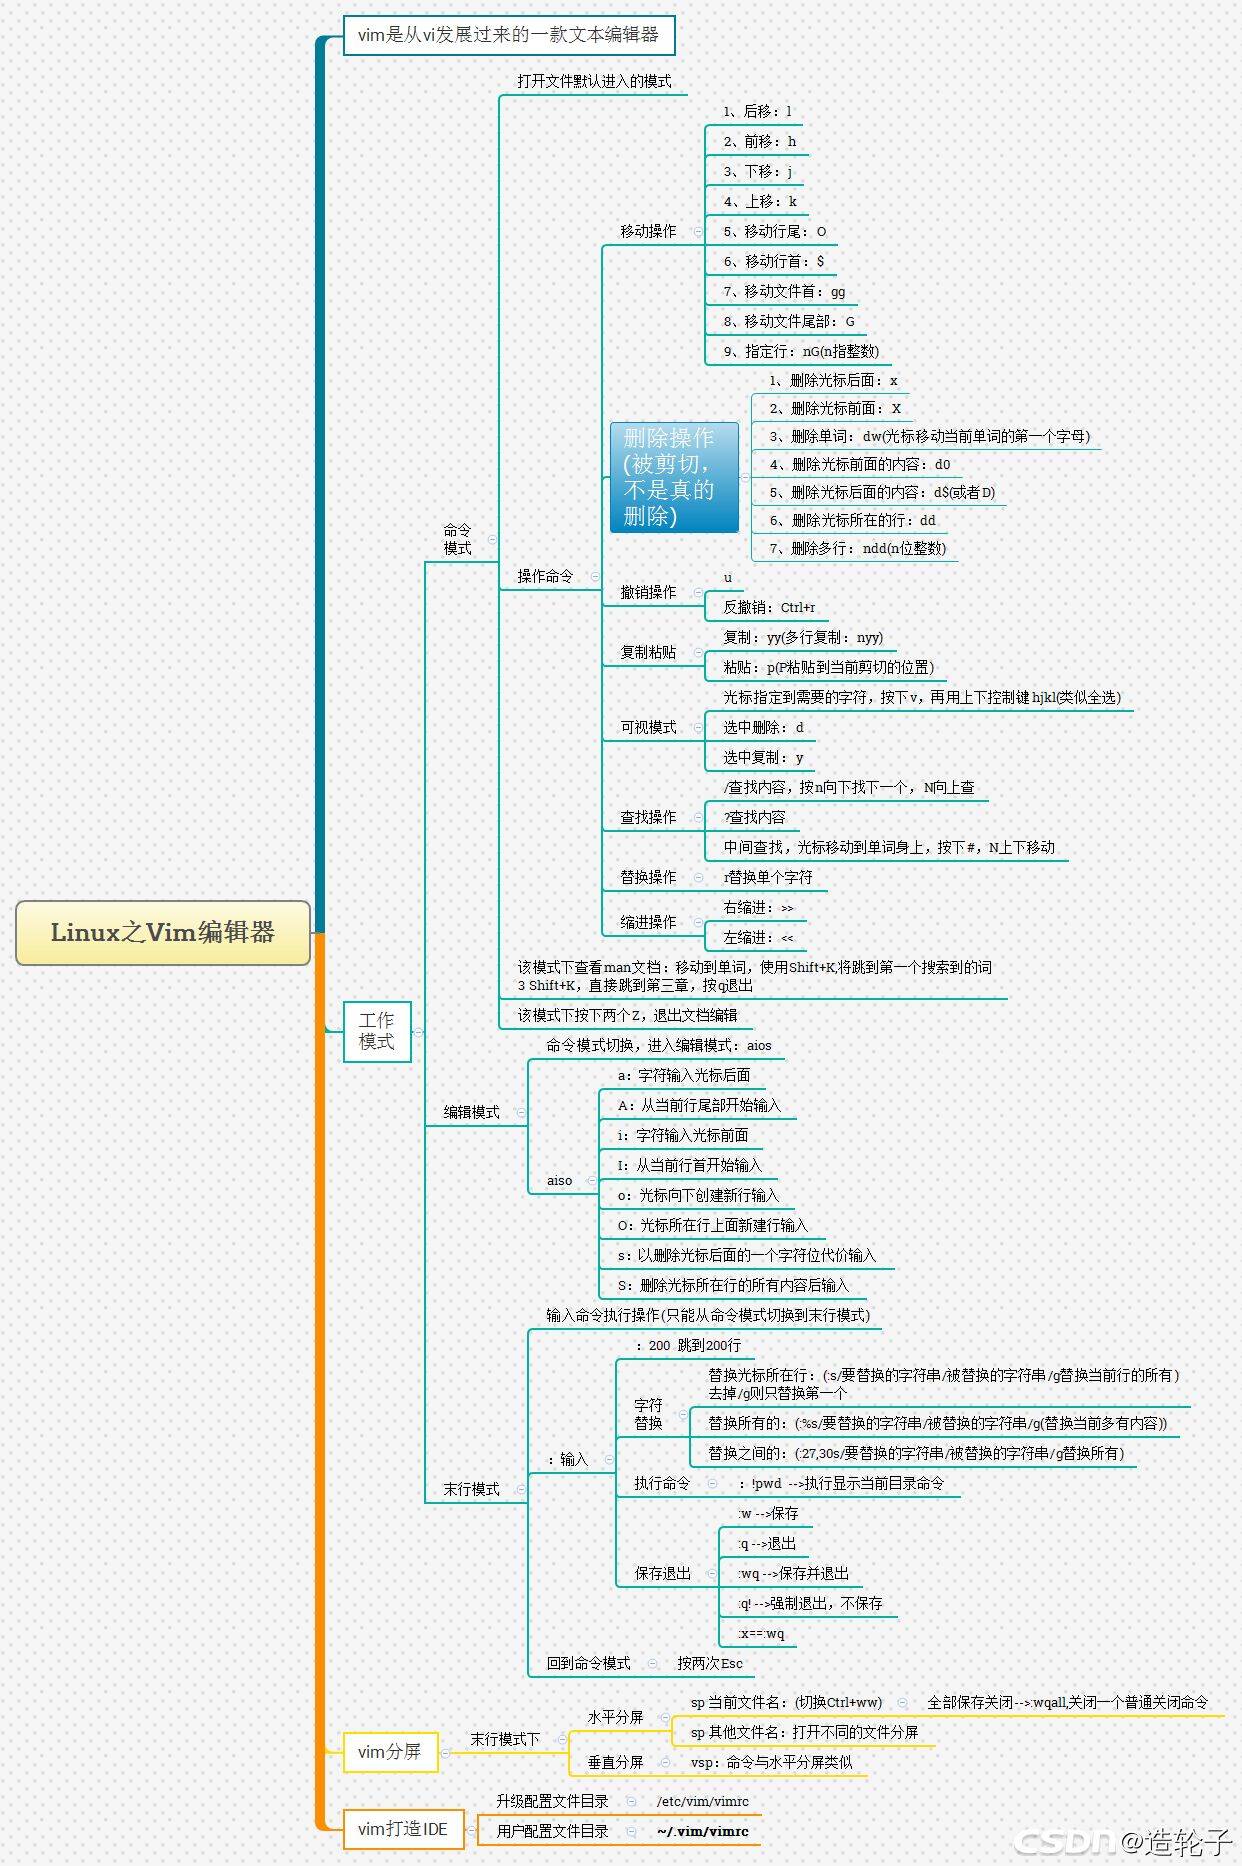 vim是从vi发展过来的一款文本编辑器
打开文件默认进入的模式
1、后移：l
2、前移：h
3、下移：j
4、上移：k
移动操作
5、移动行尾：O
6、移动行首：$
7、移动文件首：gg
8、移动文件尾部：G
9、指定行：nG(n指整数)
1、删除光标后面：x
2、删除光标前面：X
3、删除单词：dw(光标移动当前单词的第一个字母)
删除操作
(被剪切，
不是真的
删除)
4、删除光标前面的内容：d0
5、删除光标后面的内容：d$(或者D)
6、删除光标所在的行：dd
7、删除多行：ndd(n位整数)
命令
模式
操作命令
撤销操作
u
反撤销：Ctrl+r
复制粘贴
复制：yy(多行复制：nyy)
粘贴：p(P粘贴到当前剪切的位置)
可视模式
光标指定到需要的字符，按下v，再用上下控制键hjkl(类似全选)
选中删除：d
选中复制：y
查找操作
/查找内容，按n向下找下一个，N向上查
?查找内容
中间查找，光标移动到单词身上，按下#，N上下移动
替换操作
r替换单个字符
缩进操作
右缩进：>>
左缩进：<<
Linux之Vim编辑器
该模式下查看man文档：移动到单词，使用Shift+K,将跳到第一个搜索到的词
3 Shift+K，直接跳到第三章，按q退出
该模式下按下两个Z，退出文档编辑
工作
模式
命令模式切换，进入编辑模式：aios
编辑模式
a：字符输入光标后面
A：从当前行尾部开始输入
i：字符输入光标前面
I：从当前行首开始输入
aiso
o：光标向下创建新行输入
O：光标所在行上面新建行输入
s：以删除光标后面的一个字符位代价输入
S：删除光标所在行的所有内容后输入
输入命令执行操作(只能从命令模式切换到末行模式)
：200 跳到200行
字符
替换
替换光标所在行：(:s/要替换的字符串/被替换的字符串/g替换当前行的所有)
去掉/g则只替换第一个
替换所有的：(:%s/要替换的字符串/被替换的字符串/g(替换当前多有内容))
替换之间的：(:27,30s/要替换的字符串/被替换的字符串/g替换所有)
：输入
末行模式
执行命令
：!pwd -->执行显示当前目录命令
保存退出
:w -->保存
:q -->退出
:wq -->保存并退出
:q! -->强制退出，不保存
:x==:wq
回到命令模式
按两次Esc
vim分屏
末行模式下
水平分屏
sp 当前文件名：(切换Ctrl+ww)
全部保存关闭-->:wqall,关闭一个普通关闭命令
sp 其他文件名：打开不同的文件分屏
垂直分屏
vsp：命令与水平分屏类似
vim打造IDE
升级配置文件目录
/etc/vim/vimrc
用户配置文件目录
~/.vim/vimrc
CSDN @造轮子